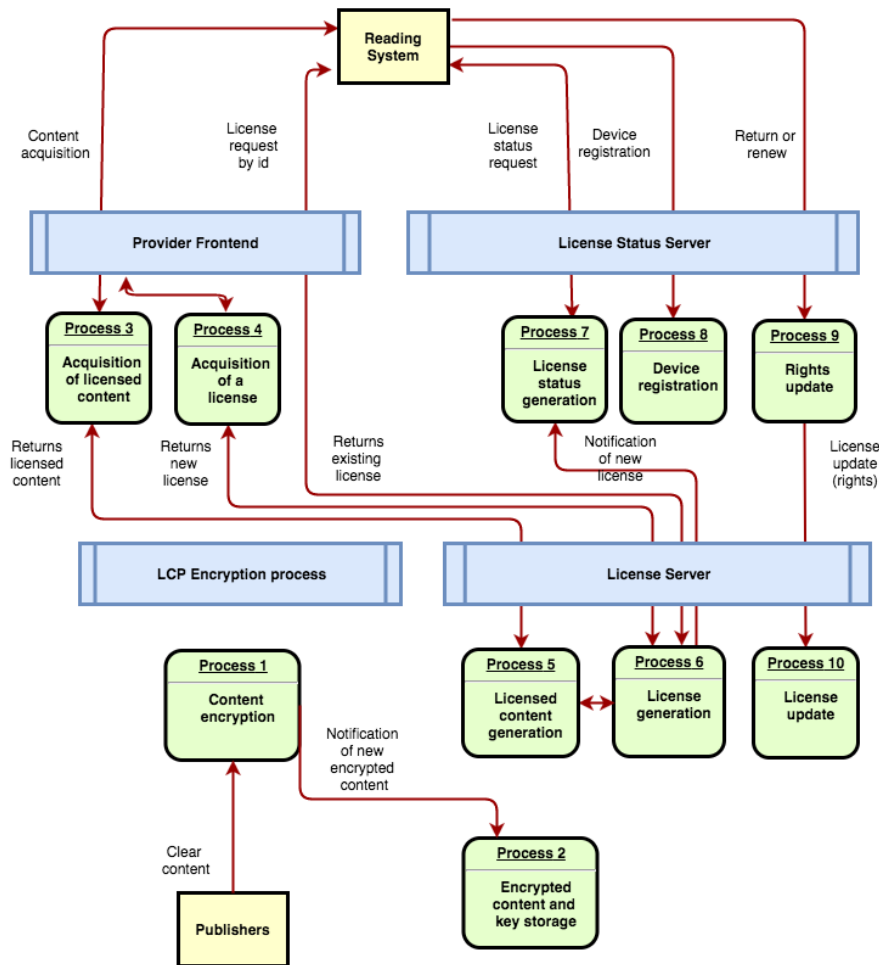 Reading
System
Content
acquisition
License
request
by id
License
status
request
Device
registration
Return or
renew
Provider Frontend
License Status Server
Process 3
Acquisition
of licensed
content
Process 4
Acquisition
of a
license
Process 7
License
status
generation
Process 8
Device
registration
Process 9
Rights
update
Returns
licensed
content
Returns
new
license
Returns
existing
license
Notification
of new
license
License
update
(rights)
LCP Encryption process
License Server
Process 1
Content
encryption
Process 5
Licensed
content
generation
Process 6
License
generation
Process 10
License
update
Notification
of new
encrypted
content
Clear
content
Process 2
Encrypted
content and
key storage
Publishers